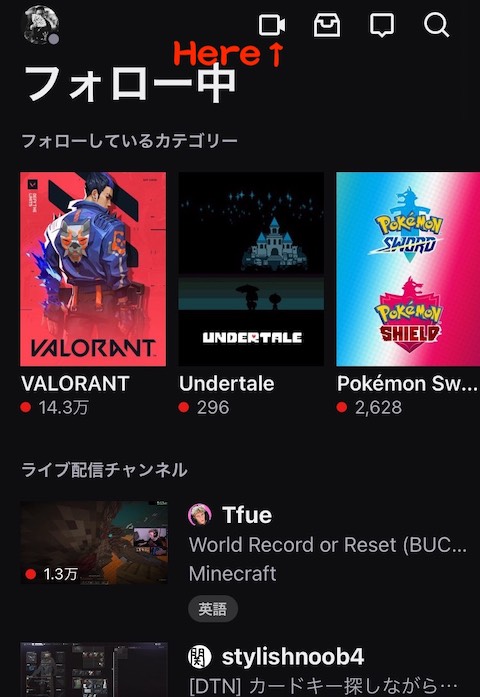 Here↑
フォロー中
フォローしているカテゴリー
VALORANT
UNDERTALE
POKÉMON
SWORD
POKÉMON
SHIELD
VALORANT
14.3万
Undertale
296
Pokémon Sw...
2,628
ライブ配信チャンネル
1.3万
Tfue
World Record or Reset (BUC...
Minecraft
英語
関
stylishnoob4
[DTN] カードキー探しながら…